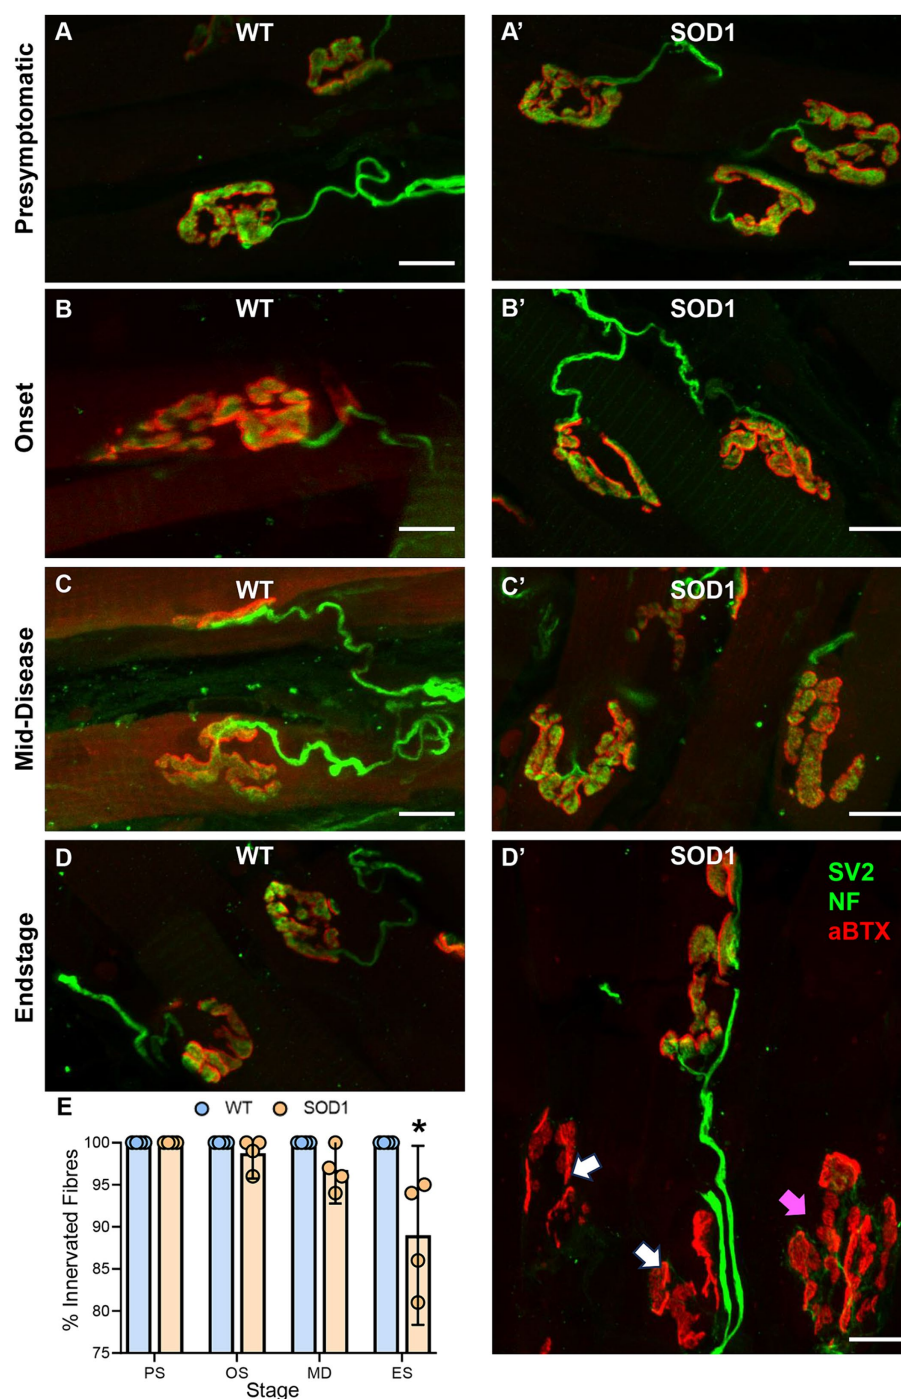 A
WT
A'
SOD1
Presymptomatic
B
WT
B'
SOD1
Onset
C
WT
C'
SOD1
Mid-Disease
D
WT
D'
SOD1
Endstage
SV2
NF
aBTX
E
WT
SOD1
*
% Innervated Fibres
100
95
90
85
80
75
PS
OS
MD
ES
Stage